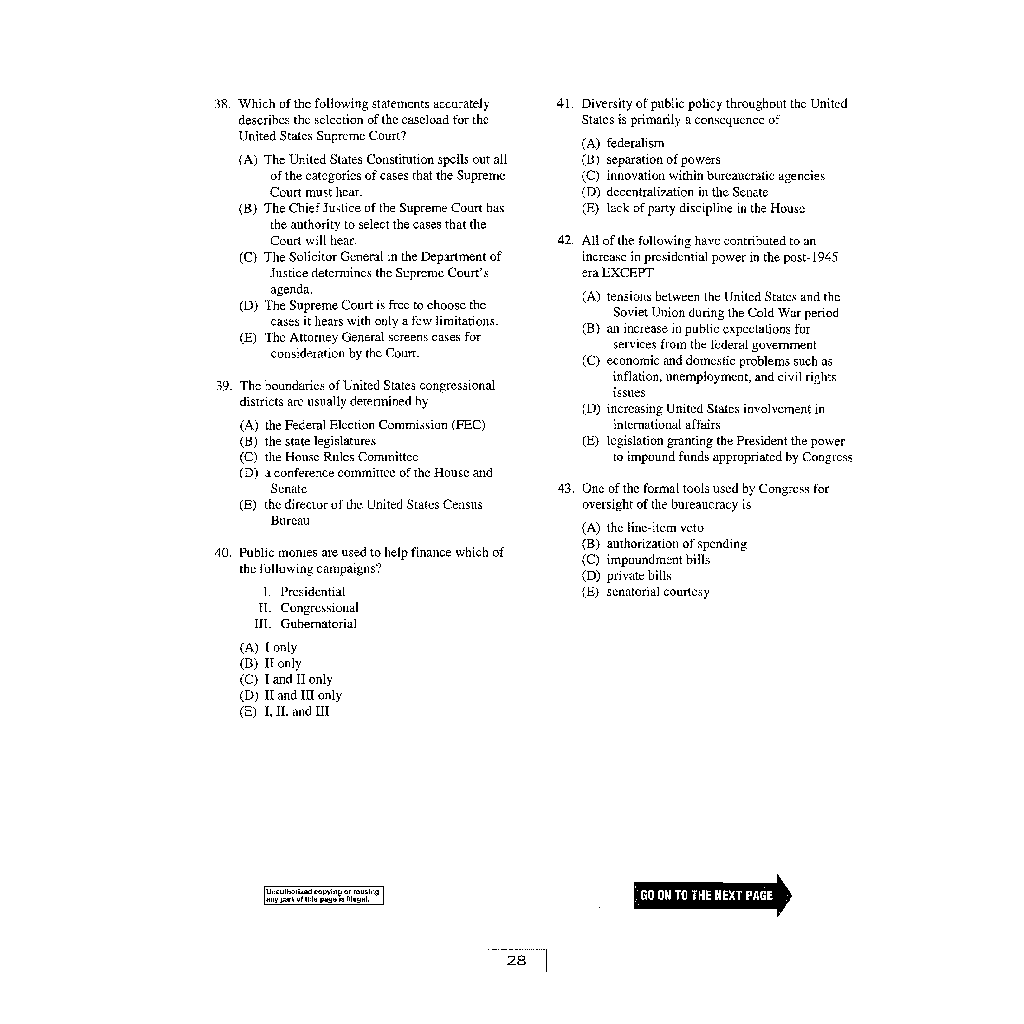 38. Which of the following statements accurately
describes the selection of the caseload for the
United States Supreme Court?
(A) The United States Constitution spells out all
of the categories of cases that the Supreme
Court must hear.
(B) The Chief Justice of the Supreme Court has
the authority to select the cases that the
Court will hear.
(C) The Solicitor General in the Department of
Justice determines the Supreme Court's
agenda.
(D) The Supreme Court is free to choose the
cases it hears with only a few limitations.
(E) The Attorney General screens cases for
consideration by the Court.
39. The boundaries of United States congressional
districts are usually determined by
(A) the Federal Election Commission (FEC)
(B) the state legislatures
(C) the House Rules Committee
(D) a conference committee of the House and
Senate
(E) the director of the United States Census
Bureau
40. Public monies are used to help finance which of
the following campaigns?
I. Presidential
II. Congressional
III. Gubernatorial
(A) I only
(B) II only
(C) I and II only
(D) II and III only
(E) I, II, and III
41. Diversity of public policy throughout the United
States is primarily a consequence of
(A) federalism
(B) separation of powers
(C) innovation within bureaucratic agencies
(D) decentralization in the Senate
(E) lack of party discipline in the House
42. All of the following have contributed to an
increase in presidential power in the post-1945
era EXCEPT
(A) tensions between the United States and the
Soviet Union during the Cold War period
(B) an increase in public expectations for
services from the federal government
(C) economic and domestic problems such as
inflation, unemployment, and civil rights
issues
(D) increasing United States involvement in
international affairs
(E) legislation granting the President the power
to impound funds appropriated by Congress
43. One of the formal tools used by Congress for
oversight of the bureaucracy is
(A) the line-item veto
(B) authorization of spending
(C) impoundment bills
(D) private bills
(E) senatorial courtesy
Unauthorized copying or reusing
any part of this page is illegal.
GO ON TO THE NEXT PAGE
28